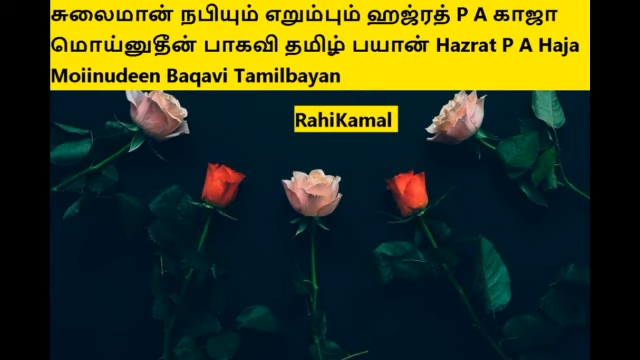 சுலைமான் நபியும் எறும்பும் ஹஜ்ரத் P A காஜா
மொய்னுதீன் பாகவி தமிழ் பயான் Hazrat P A Haja
Moiinudeen Baqavi Tamilbayan
RahiKamal